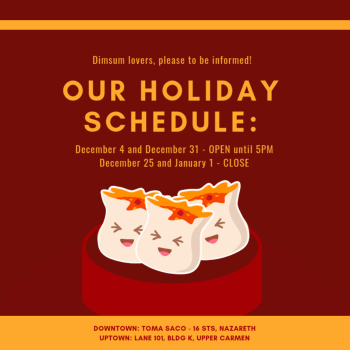 Dimsum lovers, please to be informed!
OUR HOLIDAY
SCHEDULE:
December 4 and December 31 - OPEN until 5PM
December 25 and January 1 - CLOSE
DOWNTOWN: TOMA SACO - 16 STS, NAZARETH
UPTOWN: LANE 101, BLDG K, UPPER CARMEN